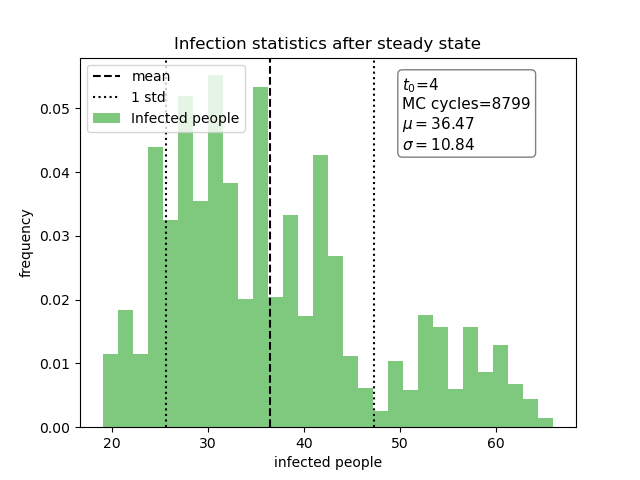 Infection statistics after steady state
mean
1 std
Infected people
t₀=4
MC cycles=8799
μ = 36.47
σ = 10.84
0.05
0.04
0.03
0.02
0.01
0.00
frequency
20 30 40 50 60
infected people